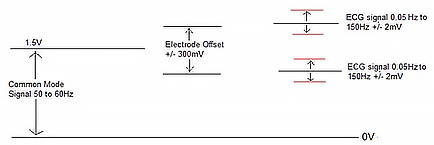 1.5V
Common Mode
Signal 50 to 60Hz
Electrode Offset
+/- 300mV
ECG signal 0.05 Hz to
150Hz +/- 2mV
ECG signal 0.05Hz to
150Hz +/- 2mV
0V